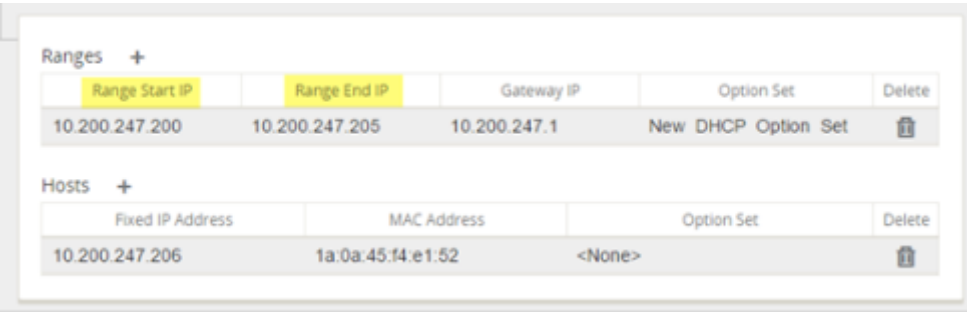 Ranges +
Range Start IP Range End IP Gateway IP Option Set Delete
10.200.247.200 10.200.247.205 10.200.247.1 New DHCP Option Set
Hosts +
Fixed IP Address MAC Address Option Set Delete
10.200.247.206 1a:0a:45:f4:e1:52 <None>